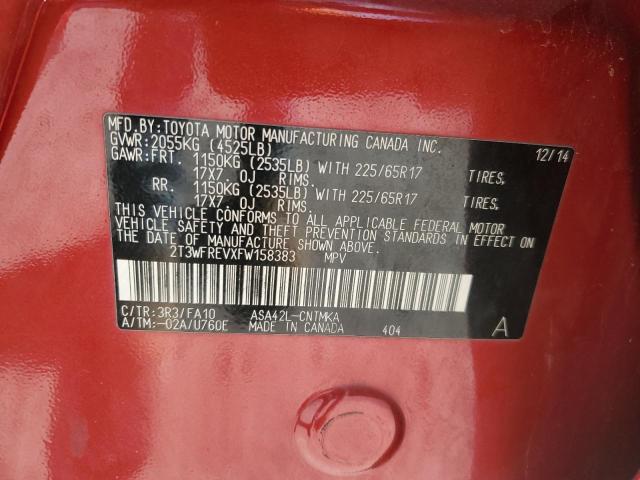 MFD.BY:TOYOTA MOTOR MANUFACTURING CANADA INC.
GVWR:2055KG (4525LB) 12/14
GAWR:FRT. 1150KG (2535LB) WITH 225/65R17 TIRES,
17X7 OJ RIMS.
RR. 1150KG (2535LB) WITH 225/65R17 TIRES,
17X7 OJ RIMS.
THIS VEHICLE CONFORMS TO ALL APPLICABLE FEDERAL MOTOR
VEHICLE SAFETY AND THEFT PREVENTION STANDARDS IN EFFECT ON
THE DATE OF MANUFACTURE SHOWN ABOVE.
2T3WFREVXFW158383 MPV
C/TR:3R3/FA10 ASA42L-CNTMKA
A/TM:-02A/U760E MADE IN CANADA 404 A